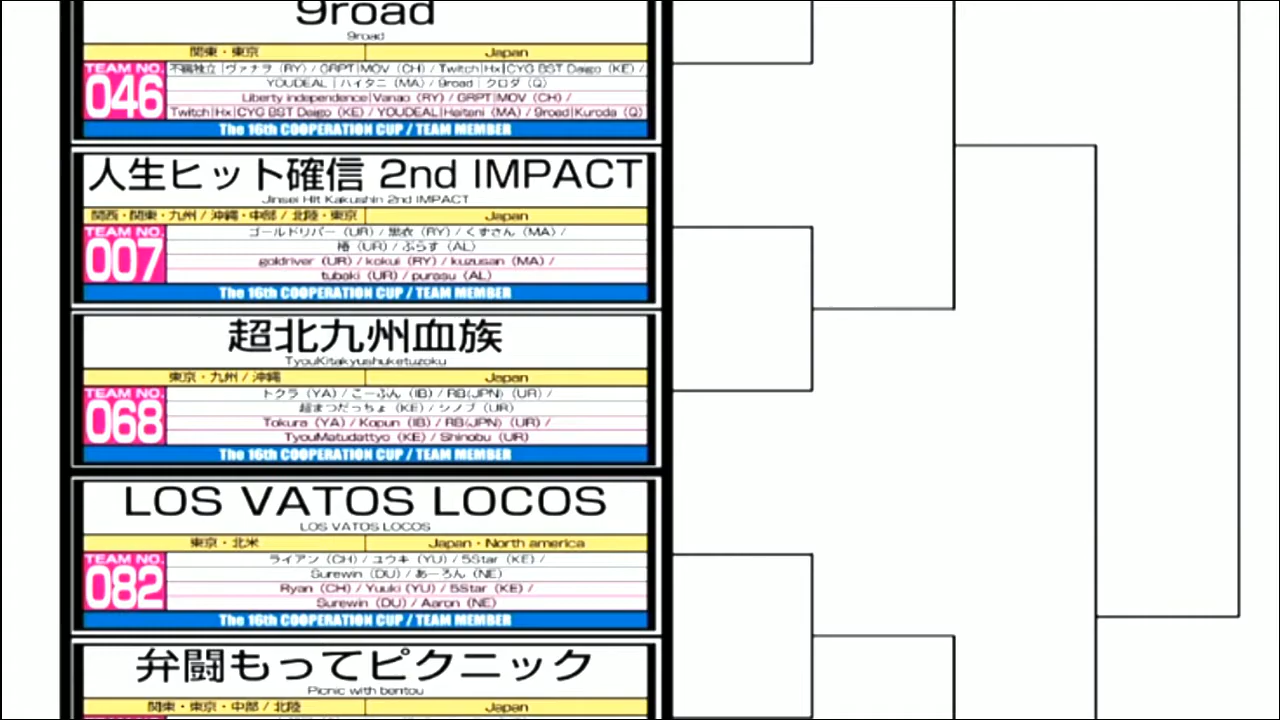 9road
9road
関東・東京 Japan
TEAM NO.
046
不羈独立|ヴァナヲ (RY) / GRPT|MOV (CH) / Twitch|Hx|CYG BST Daigo (KE) /
YOUDEAL | ハイタニ (MA) / 9road | クロダ (Q)
Liberty independence|Vanao (RY) / GRPT|MOV (CH) /
Twitch|Hx|CYG BST Daigo (KE) / YOUDEAL|Haitani (MA) / 9road|Kuroda (Q)
The 16th COOPERATION CUP / TEAM MEMBER
人生ヒット確信 2nd IMPACT
Jinsei Hit Kakushin 2nd IMPACT
関西・関東・九州 / 沖縄・中部 / 北陸・東京 Japan
TEAM NO.
007
ゴールドリバー (UR) / 黒衣 (RY) / くずさん (MA) /
椿 (UR) / ぷらす (AL)
goldriver (UR) / kokui (RY) / kuzusan (MA) /
tubaki (UR) / purasu (AL)
The 16th COOPERATION CUP / TEAM MEMBER
超北九州血族
TyouKitakyushuketuzoku
東京・九州 / 沖縄 Japan
TEAM NO.
068
トクラ (YA) / こーぷん (IB) / RB(JPN) (UR) /
超まつだっちょ (KE) / シノブ (UR)
Tokura (YA) / Kopun (IB) / RB(JPN) (UR) /
TyouMatudattyo (KE) / Shinobu (UR)
The 16th COOPERATION CUP / TEAM MEMBER
LOS VATOS LOCOS
LOS VATOS LOCOS
東京・北米 Japan・North america
TEAM NO.
082
ライアン (CH) / ユウキ (YU) / 5Star (KE) /
Surewin (DU) / あーろん (NE)
Ryan (CH) / Yuuki (YU) / 5Star (KE) /
Surewin (DU) / Aaron (NE)
The 16th COOPERATION CUP / TEAM MEMBER
弁闘もってピクニック
Picnic with bentou
関東・東京・中部 / 北陸 Japan